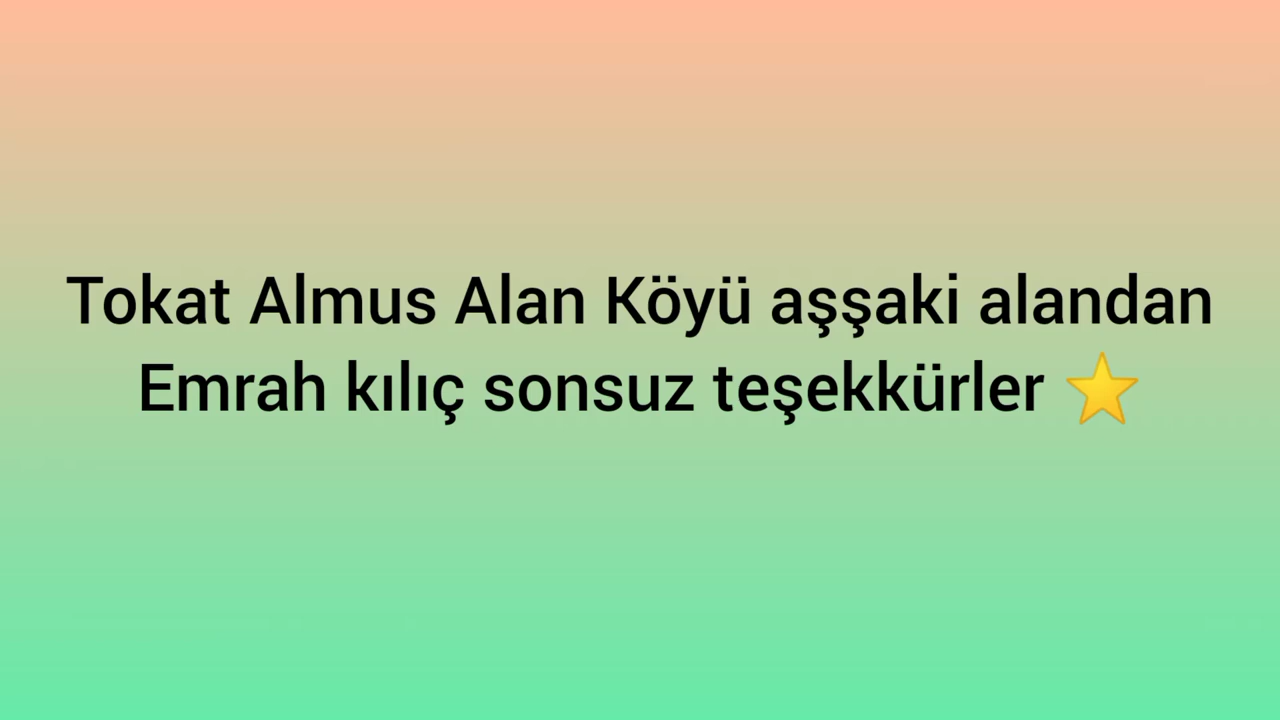 Tokat Almus Alan Köyü aşşaki alandan
Emrah kılıç sonsuz teşekkürler ⭐